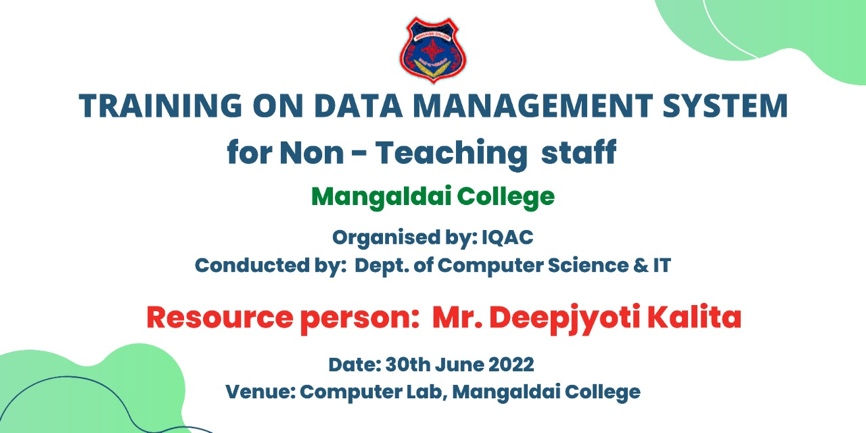 TRAINING ON DATA MANAGEMENT SYSTEM
for Non - Teaching staff
Mangaldai College
Organised by: IQAC
Conducted by: Dept. of Computer Science & IT
Resource person: Mr. Deepjyoti Kalita
Date: 30th June 2022
Venue: Computer Lab, Mangaldai College